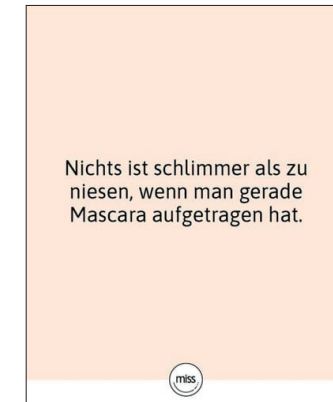 Nichts ist schlimmer als zu
niesen, wenn man gerade
Mascara aufgetragen hat.
miss